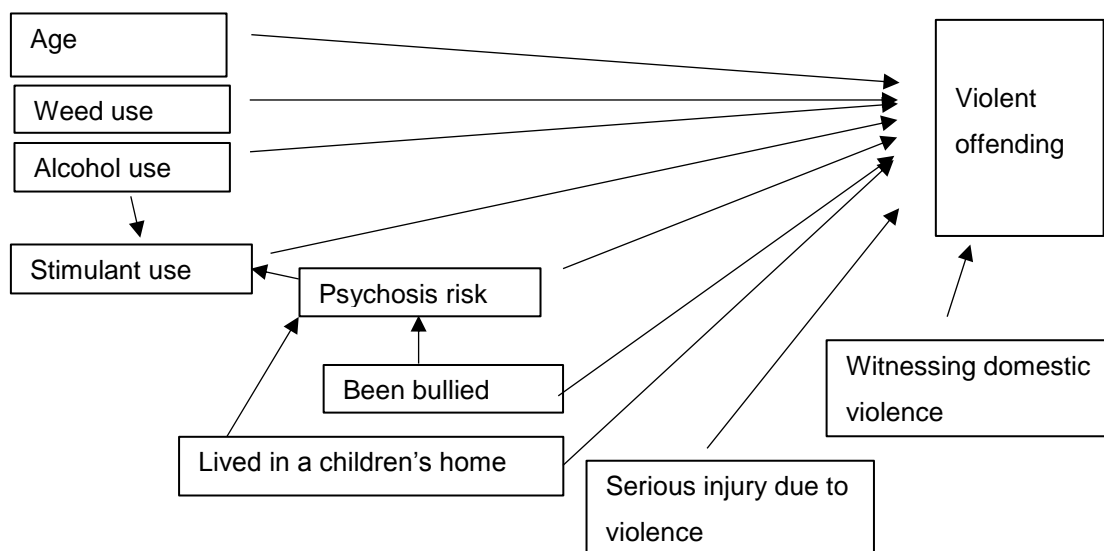 Age
Weed use
Alcohol use
Stimulant use
Psychosis risk
Been bullied
Lived in a children’s home
Serious injury due to
violence
Witnessing domestic
violence
Violent
offending